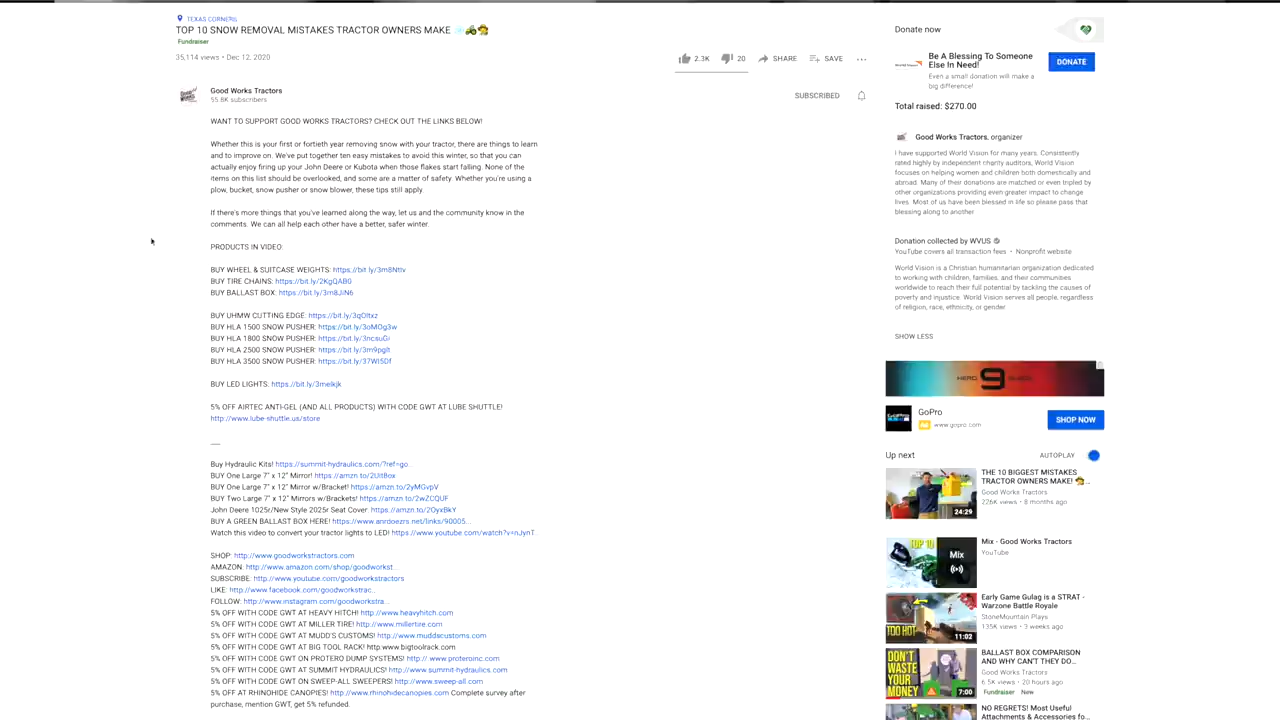 TEXAS CORNERS
TOP 10 SNOW REMOVAL MISTAKES TRACTOR OWNERS MAKE
Fundraiser
35,114 views • Dec 12, 2020
2.3K 20 SHARE SAVE
Good Works Tractors
55.8K subscribers
SUBSCRIBED
WANT TO SUPPORT GOOD WORKS TRACTORS? CHECK OUT THE LINKS BELOW!
Whether this is your first or fortieth year removing snow with your tractor, there are things to learn
and to improve on. We've put together ten easy mistakes to avoid this winter, so that you can
actually enjoy firing up your John Deere or Kubota when those flakes start falling. None of the
items on this list should be overlooked, and some are a matter of safety. Whether you're using a
plow, bucket, snow pusher or snow blower, these tips still apply.
If there's more things that you've learned along the way, let us and the community know in the
comments. We can all help each other have a better, safer winter.
PRODUCTS IN VIDEO:
BUY WHEEL & SUITCASE WEIGHTS:
BUY TIRE CHAINS: https://bit.ly/2KgQAB0
BUY BALLAST BOX: https://bit.ly/3m8JiN6
BUY UHMW CUTTING EDGE:
BUY HLA 1500 SNOW PUSHER: https://bit.ly/3oMOg3w
BUY HLA 1800 SNOW PUSHER:
BUY HLA 2500 SNOW PUSHER:
BUY HLA 3500 SNOW PUSHER:
BUY LED LIGHTS:
5% OFF AIRTEC ANTI-GEL (AND ALL PRODUCTS) WITH CODE GWT AT LUBE SHUTTLE!
http://www.lube-shuttle.us/store
Buy Hydraulic Kits! https://summit-hydraulics.com/?ref=go...
BUY One Large 7" x 12" Mirror!
BUY One Large 7" x 12" Mirror w/Bracket! https://amzn.to/2yMGvpV
BUY Two Large 7" x 12" Mirrors w/Brackets! https://amzn.to/2wZCQUF
John Deere 1025r/New Style 2025r Seat Cover: https://amzn.to/2OyxBkY
BUY A GREEN BALLAST BOX HERE! https://www.anrdoezrs.net/links/90005...
Watch this video to convert your tractor lights to LED! https://www.youtube.com/watch?v=nJynT...
SHOP: http://www.goodworkstractors.com
AMAZON: http://www.amazon.com/shop/goodworkst...
SUBSCRIBE: http://www.youtube.com/goodworkstractors
LIKE: http://www.facebook.com/goodworkstrac...
FOLLOW: http://www.instagram.com/goodworkstra...
5% OFF WITH CODE GWT AT HEAVY HITCH! http://www.heavyhitch.com
5% OFF WITH CODE GWT AT MILLER TIRE! http://www.millertire.com
5% OFF WITH CODE GWT AT MUDD'S CUSTOMS! http://www.muddscustoms.com
5% OFF WITH CODE GWT AT BIG TOOL RACK! http:www.bigtoolrack.com
5% OFF WITH CODE GWT ON PROTERO DUMP SYSTEMS! http:// www.proteroinc.com
5% OFF WITH CODE GWT AT SUMMIT HYDRAULICS! http://www.summit-hydraulics.com
5% OFF WITH CODE GWT ON SWEEP-ALL SWEEPERS! http://www.sweep-all.com
5% OFF AT RHINOHIDE CANOPIES! http://www.rhinohidecanopies.com Complete survey after
purchase, mention GWT, get 5% refunded.
Donate now
Be A Blessing To Someone
Else In Need!
DONATE
Even a small donation will make a
big difference!
Total raised: $270.00
Good Works Tractors, organizer
I have supported World Vision for many years. Consistently
rated highly by independent charity auditors, World Vision
focuses on helping women and children both domestically and
abroad. Many of their donations are matched or even tripled by
other organizations providing even greater impact to change
lives. Most of us have been blessed in life so please pass that
blessing along to another.
Donation collected by WVUS
YouTube covers all transaction fees • Nonprofit website
World Vision is a Christian humanitarian organization dedicated
to working with children, families, and their communities
worldwide to reach their full potential by tackling the causes of
poverty and injustice. World Vision serves all people, regardless
of religion, race, ethnicity, or gender.
SHOW LESS
HERO 9 BLACK
GoPro
Ad www.gopro.com
SHOP NOW
Up next
AUTOPLAY
24:29
THE 10 BIGGEST MISTAKES
TRACTOR OWNERS MAKE!
Good Works Tractors
226K views • 8 months ago
TOP 10
Mix
Mix - Good Works Tractors
YouTube
TOO HOT
11:02
Early Game Gulag is a STRAT -
Warzone Battle Royale
StoneMountain Plays
135K views • 3 weeks ago
DON'T
WASTE
YOUR
MONEY
7:00
BALLAST BOX COMPARISON
AND WHY CAN'T THEY DO...
Good Works Tractors
6.5K views • 20 hours ago
Fundraiser New
NO REGRETS! Most Useful
Attachments & Accessories fo...